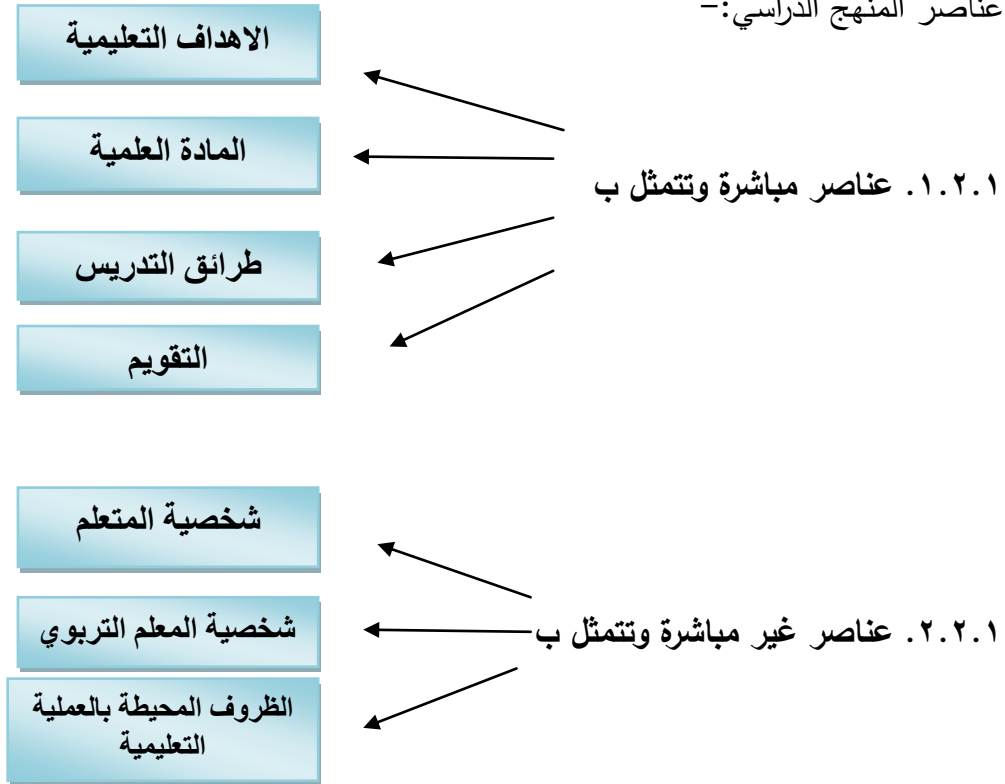 عناصر المنهج الدراسي:-
١.٢.١. عناصر مباشرة وتتمثل ب
الاهداف التعليمية
المادة العلمية
طرائق التدريس
التقويم
٢.٢.١. عناصر غير مباشرة وتتمثل ب
شخصية المتعلم
شخصية المعلم التربوي
الظروف المحيطة بالعملية
التعليمية